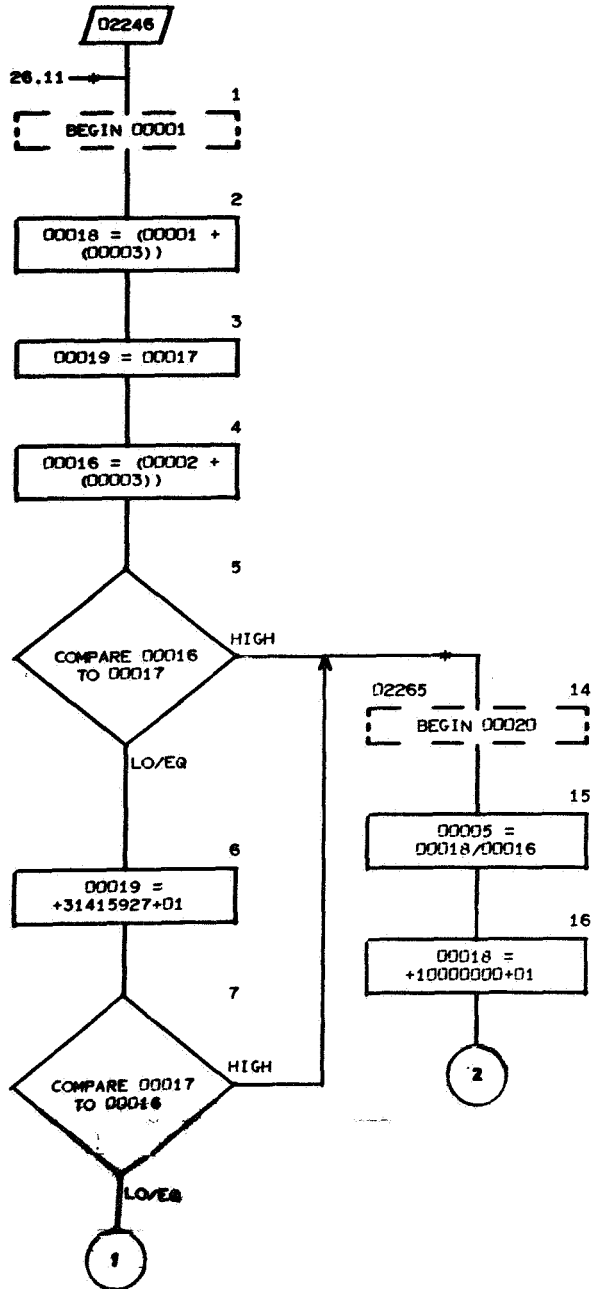 02246
26.11
1
BEGIN 00001
2
00018 = (00001 +
(00003))
3
00019 = 00017
4
00016 = (00002 +
(00003))
5
COMPARE 00016
TO 00017
HIGH
LO/EQ
6
00019 =
+31415927+01
7
COMPARE 00017
TO 00016
HIGH
LO/EQ
1
02265
14
BEGIN 00020
15
00005 =
00018/00016
16
00018 =
+10000000+01
2